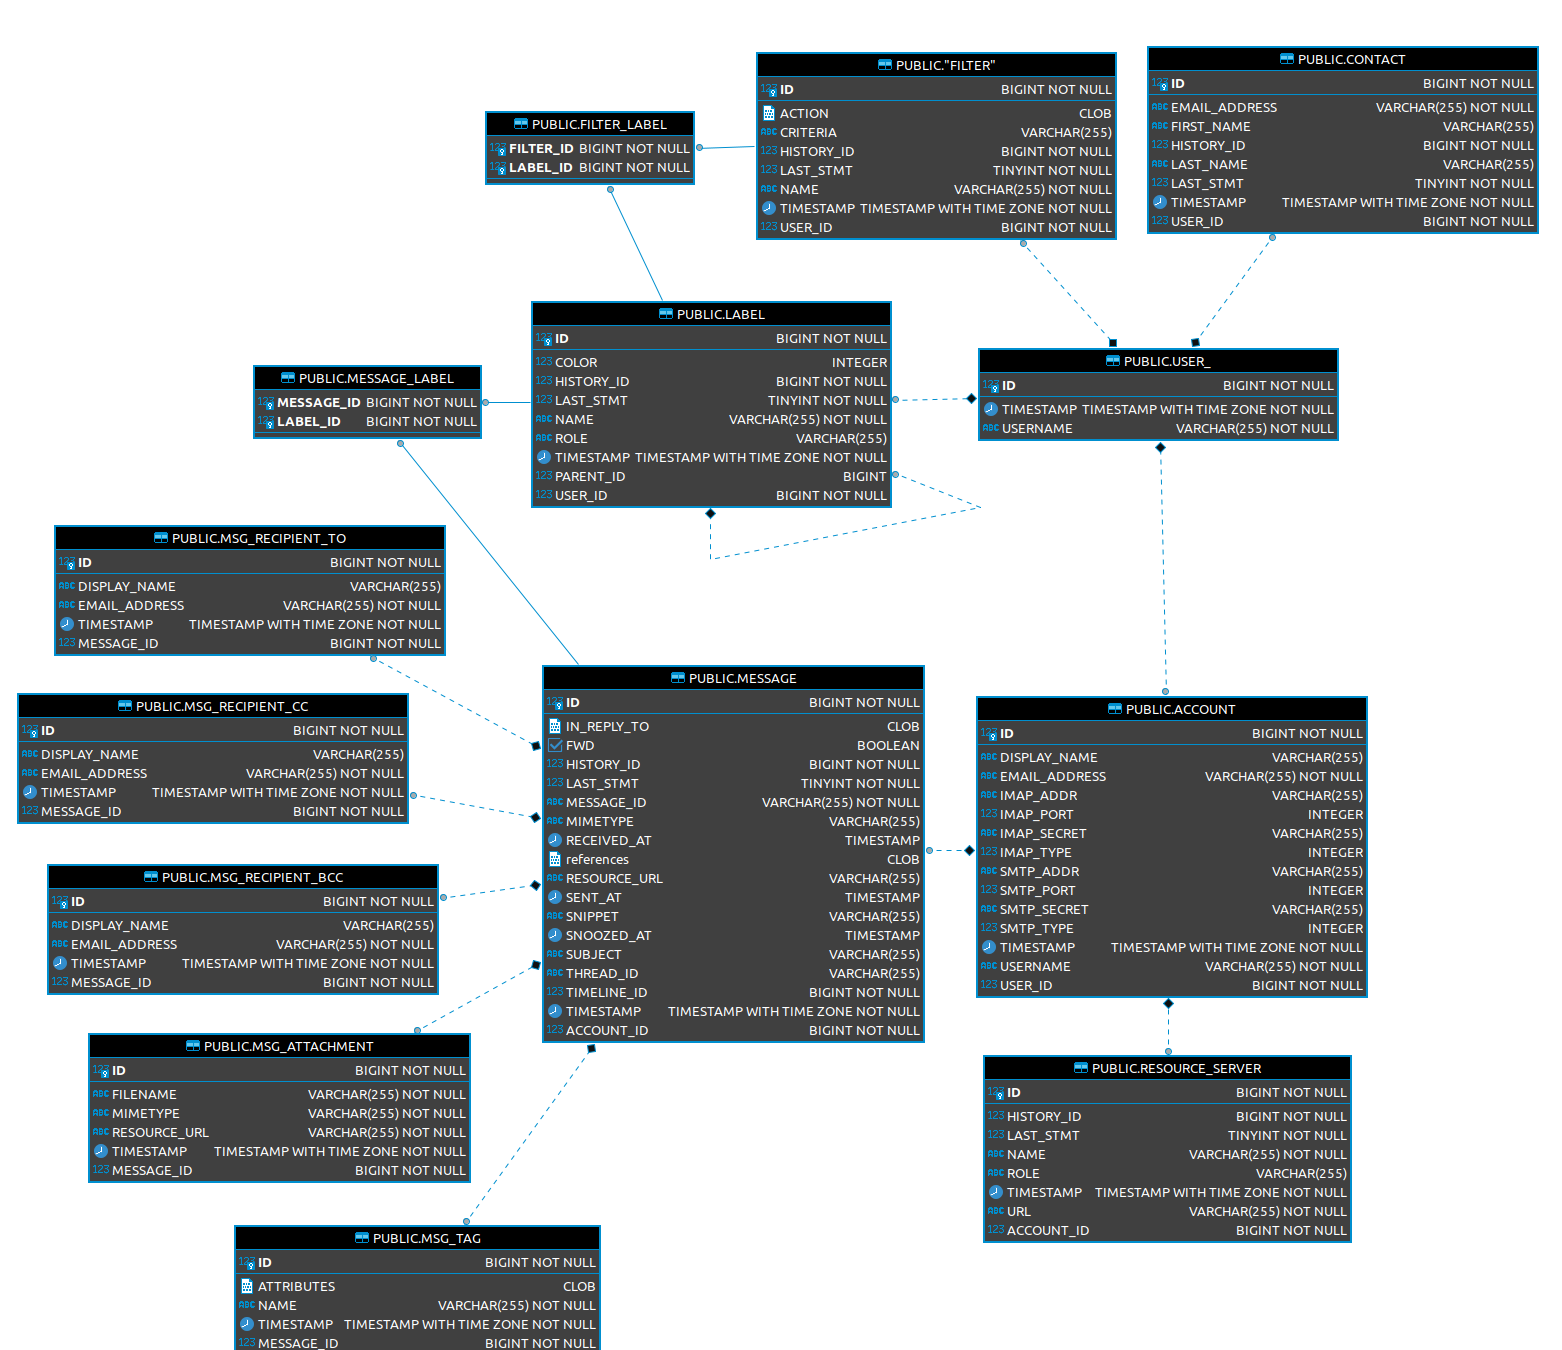 PUBLIC."FILTER"
ID BIGINT NOT NULL
ACTION CLOB
CRITERIA VARCHAR(255)
HISTORY_ID BIGINT NOT NULL
LAST_STMT TINYINT NOT NULL
NAME VARCHAR(255) NOT NULL
TIMESTAMP TIMESTAMP WITH TIME ZONE NOT NULL
USER_ID BIGINT NOT NULL
PUBLIC.CONTACT
ID BIGINT NOT NULL
EMAIL_ADDRESS VARCHAR(255) NOT NULL
FIRST_NAME VARCHAR(255)
HISTORY_ID BIGINT NOT NULL
LAST_NAME VARCHAR(255)
LAST_STMT TINYINT NOT NULL
TIMESTAMP TIMESTAMP WITH TIME ZONE NOT NULL
USER_ID BIGINT NOT NULL
PUBLIC.FILTER_LABEL
FILTER_ID BIGINT NOT NULL
LABEL_ID BIGINT NOT NULL
PUBLIC.LABEL
ID BIGINT NOT NULL
COLOR INTEGER
HISTORY_ID BIGINT NOT NULL
LAST_STMT TINYINT NOT NULL
NAME VARCHAR(255) NOT NULL
ROLE VARCHAR(255)
TIMESTAMP TIMESTAMP WITH TIME ZONE NOT NULL
PARENT_ID BIGINT
USER_ID BIGINT NOT NULL
PUBLIC.USER_
ID BIGINT NOT NULL
TIMESTAMP TIMESTAMP WITH TIME ZONE NOT NULL
USERNAME VARCHAR(255) NOT NULL
PUBLIC.MESSAGE_LABEL
MESSAGE_ID BIGINT NOT NULL
LABEL_ID BIGINT NOT NULL
PUBLIC.MSG_RECIPIENT_TO
ID BIGINT NOT NULL
DISPLAY_NAME VARCHAR(255)
EMAIL_ADDRESS VARCHAR(255) NOT NULL
TIMESTAMP TIMESTAMP WITH TIME ZONE NOT NULL
MESSAGE_ID BIGINT NOT NULL
PUBLIC.MSG_RECIPIENT_CC
ID BIGINT NOT NULL
DISPLAY_NAME VARCHAR(255)
EMAIL_ADDRESS VARCHAR(255) NOT NULL
TIMESTAMP TIMESTAMP WITH TIME ZONE NOT NULL
MESSAGE_ID BIGINT NOT NULL
PUBLIC.MESSAGE
ID BIGINT NOT NULL
IN_REPLY_TO CLOB
FWD BOOLEAN
HISTORY_ID BIGINT NOT NULL
LAST_STMT TINYINT NOT NULL
MESSAGE_ID VARCHAR(255) NOT NULL
MIMETYPE VARCHAR(255)
RECEIVED_AT TIMESTAMP
references CLOB
RESOURCE_URL VARCHAR(255)
SENT_AT TIMESTAMP
SNIPPET VARCHAR(255)
SNOOZED_AT TIMESTAMP
SUBJECT VARCHAR(255)
THREAD_ID VARCHAR(255)
TIMELINE_ID BIGINT NOT NULL
TIMESTAMP TIMESTAMP WITH TIME ZONE NOT NULL
ACCOUNT_ID BIGINT NOT NULL
PUBLIC.ACCOUNT
ID BIGINT NOT NULL
DISPLAY_NAME VARCHAR(255)
EMAIL_ADDRESS VARCHAR(255) NOT NULL
IMAP_ADDR VARCHAR(255)
IMAP_PORT INTEGER
IMAP_SECRET VARCHAR(255)
IMAP_TYPE INTEGER
SMTP_ADDR VARCHAR(255)
SMTP_PORT INTEGER
SMTP_SECRET VARCHAR(255)
SMTP_TYPE INTEGER
TIMESTAMP TIMESTAMP WITH TIME ZONE NOT NULL
USERNAME VARCHAR(255) NOT NULL
USER_ID BIGINT NOT NULL
PUBLIC.MSG_RECIPIENT_BCC
ID BIGINT NOT NULL
DISPLAY_NAME VARCHAR(255)
EMAIL_ADDRESS VARCHAR(255) NOT NULL
TIMESTAMP TIMESTAMP WITH TIME ZONE NOT NULL
MESSAGE_ID BIGINT NOT NULL
PUBLIC.MSG_ATTACHMENT
ID BIGINT NOT NULL
FILENAME VARCHAR(255) NOT NULL
MIMETYPE VARCHAR(255) NOT NULL
RESOURCE_URL VARCHAR(255) NOT NULL
TIMESTAMP TIMESTAMP WITH TIME ZONE NOT NULL
MESSAGE_ID BIGINT NOT NULL
PUBLIC.RESOURCE_SERVER
ID BIGINT NOT NULL
HISTORY_ID BIGINT NOT NULL
LAST_STMT TINYINT NOT NULL
NAME VARCHAR(255) NOT NULL
ROLE VARCHAR(255)
TIMESTAMP TIMESTAMP WITH TIME ZONE NOT NULL
URL VARCHAR(255) NOT NULL
ACCOUNT_ID BIGINT NOT NULL
PUBLIC.MSG_TAG
ID BIGINT NOT NULL
ATTRIBUTES CLOB
NAME VARCHAR(255) NOT NULL
TIMESTAMP TIMESTAMP WITH TIME ZONE NOT NULL
MESSAGE_ID BIGINT NOT NULL